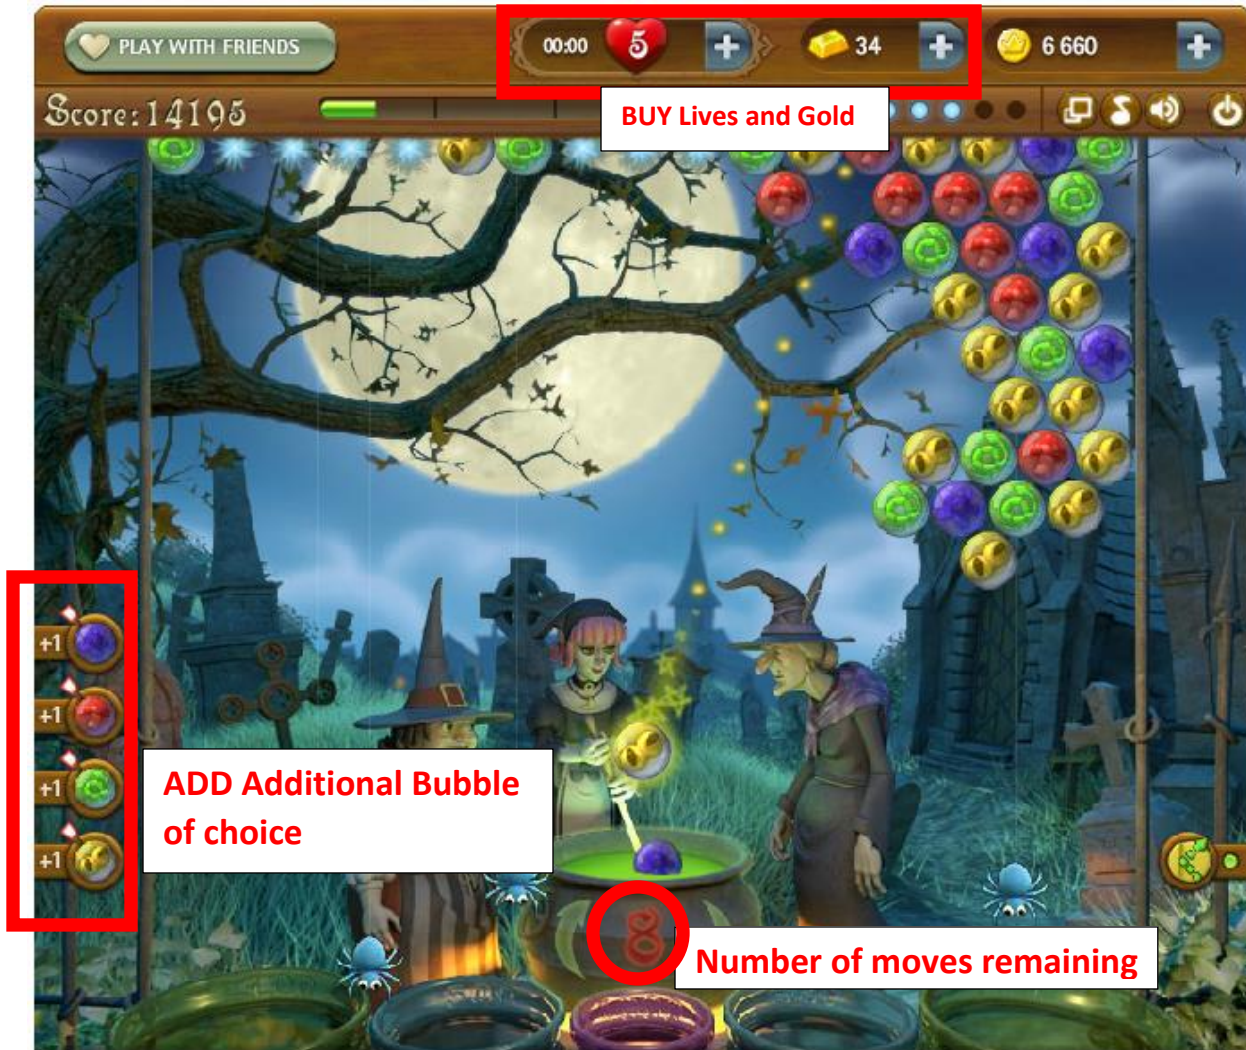 PLAY WITH FRIENDS
00:00 5 34 6 660
Score:14195
BUY Lives and Gold
+1
+1
+1
+1
ADD Additional Bubble
of choice
8
Number of moves remaining